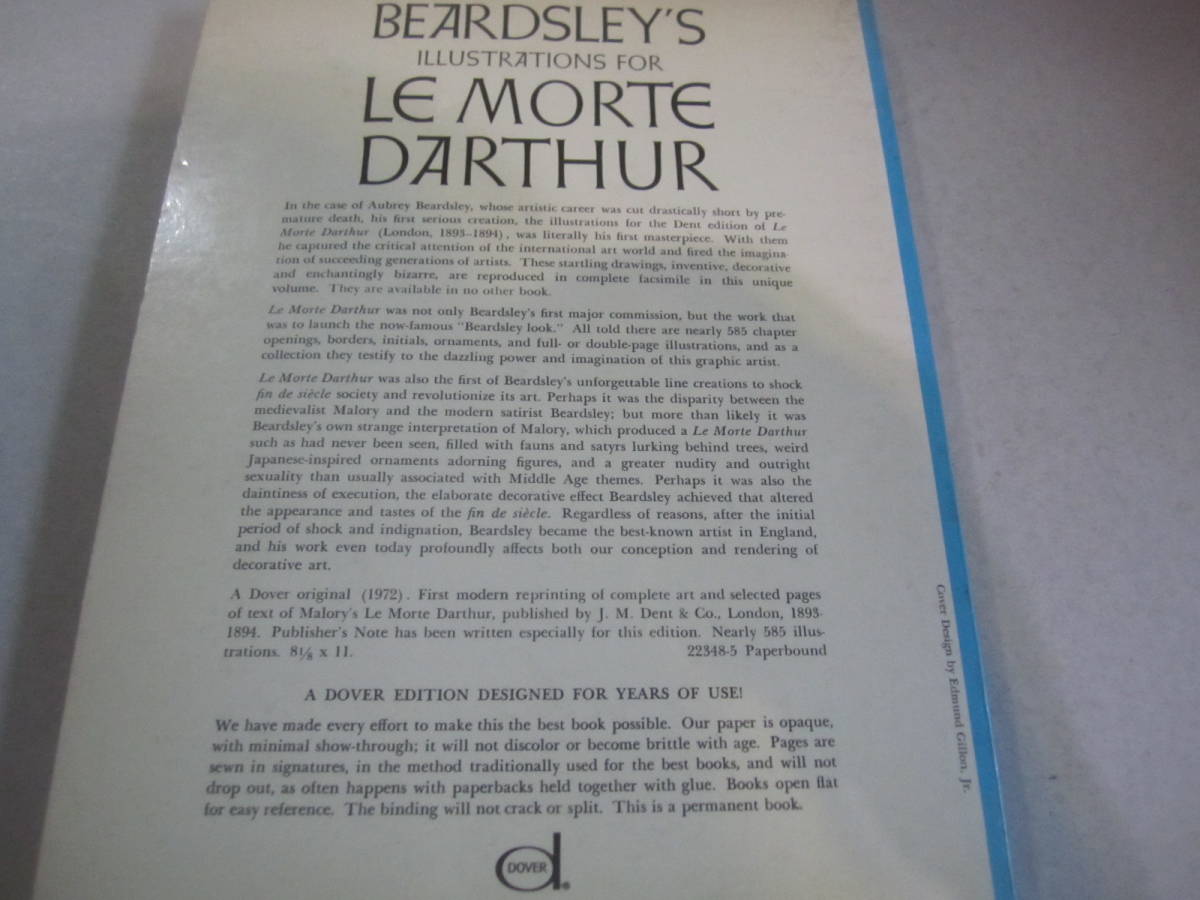 BEARDSLEY'S
ILLUSTRATIONS FOR
LE MORTE
DARTHUR
In the case of Aubrey Beardsley, whose artistic career was cut drastically short by pre-
mature death, his first serious creation, the illustrations for the Dent edition of Le
Morte Darthur (London, 1893–1894), was literally his first masterpiece. With them
he captured the critical attention of the international art world and fired the imagina-
tion of succeeding generations of artists. These startling drawings, inventive, decorative
and enchantingly bizarre, are reproduced in complete facsimile in this unique
volume. They are available in no other book.
Le Morte Darthur was not only Beardsley's first major commission, but the work that
was to launch the now-famous "Beardsley look." All told there are nearly 585 chapter
openings, borders, initials, ornaments, and full- or double-page illustrations, and as a
collection they testify to the dazzling power and imagination of this graphic artist.
Le Morte Darthur was also the first of Beardsley's unforgettable line creations to shock
fin de siècle society and revolutionize its art. Perhaps it was the disparity between the
medievalist Malory and the modern satirist Beardsley; but more than likely it was
Beardsley's own strange interpretation of Malory, which produced a Le Morte Darthur
such as had never been seen, filled with fauns and satyrs lurking behind trees, weird
Japanese-inspired ornaments adorning figures, and a greater nudity and outright
sexuality than usually associated with Middle Age themes. Perhaps it was also the
daintiness of execution, the elaborate decorative effect Beardsley achieved that altered
the appearance and tastes of the fin de siècle. Regardless of reasons, after the initial
period of shock and indignation, Beardsley became the best-known artist in England,
and his work even today profoundly affects both our conception and rendering of
decorative art.
A Dover original (1972). First modern reprinting of complete art and selected pages
of text of Malory's Le Morte Darthur, published by J. M. Dent & Co., London, 1893-
1894. Publisher's Note has been written especially for this edition. Nearly 585 illus-
trations. 8⅛ x 11. 22348-5 Paperbound
A DOVER EDITION DESIGNED FOR YEARS OF USE!
We have made every effort to make this the best book possible. Our paper is opaque,
with minimal show-through; it will not discolor or become brittle with age. Pages are
sewn in signatures, in the method traditionally used for the best books, and will not
drop out, as often happens with paperbacks held together with glue. Books open flat
for easy reference. The binding will not crack or split. This is a permanent book.
DOVER
Cover Design by Edmund Gillon, Jr.